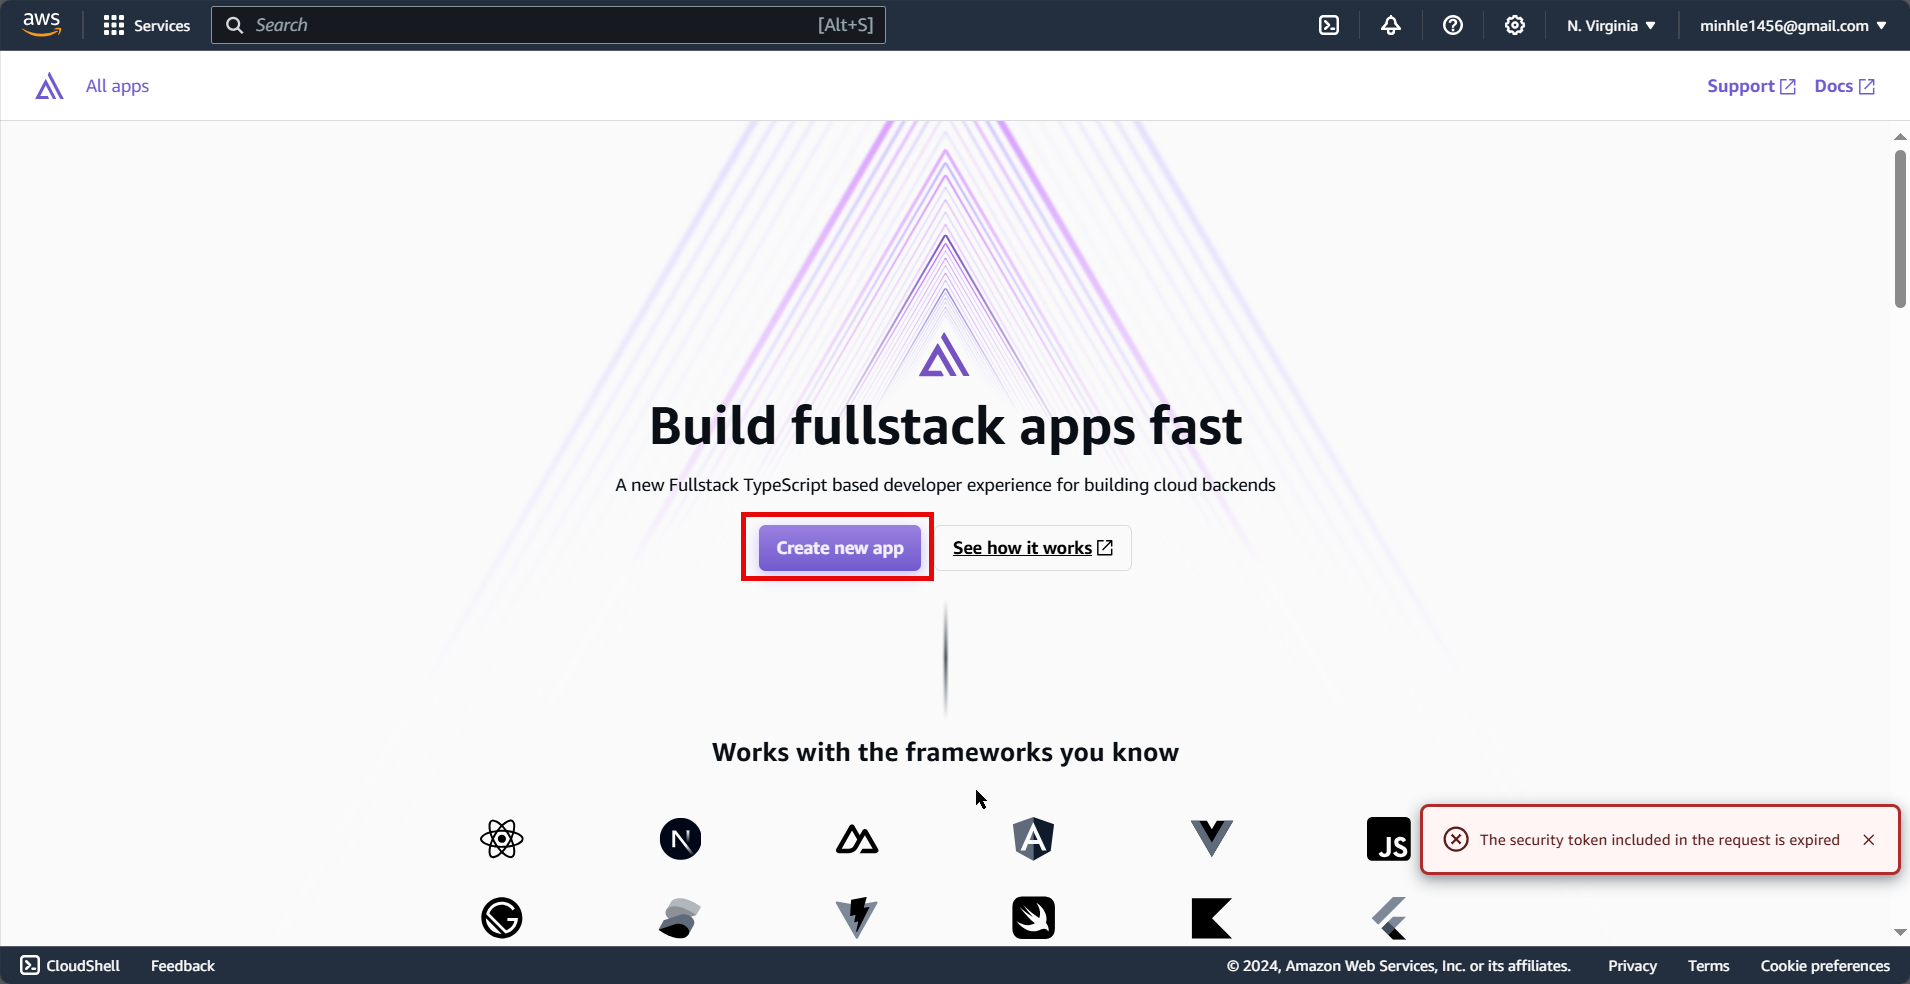 aws
Services
Search
[Alt+S]
N. Virginia
minhle1456@gmail.com
All apps
Support
Docs
Build fullstack apps fast
A new Fullstack TypeScript based developer experience for building cloud backends
Create new app
See how it works
Works with the frameworks you know
N
A
JS
The security token included in the request is expired
G
CloudShell
Feedback
© 2024, Amazon Web Services, Inc. or its affiliates.
Privacy
Terms
Cookie preferences